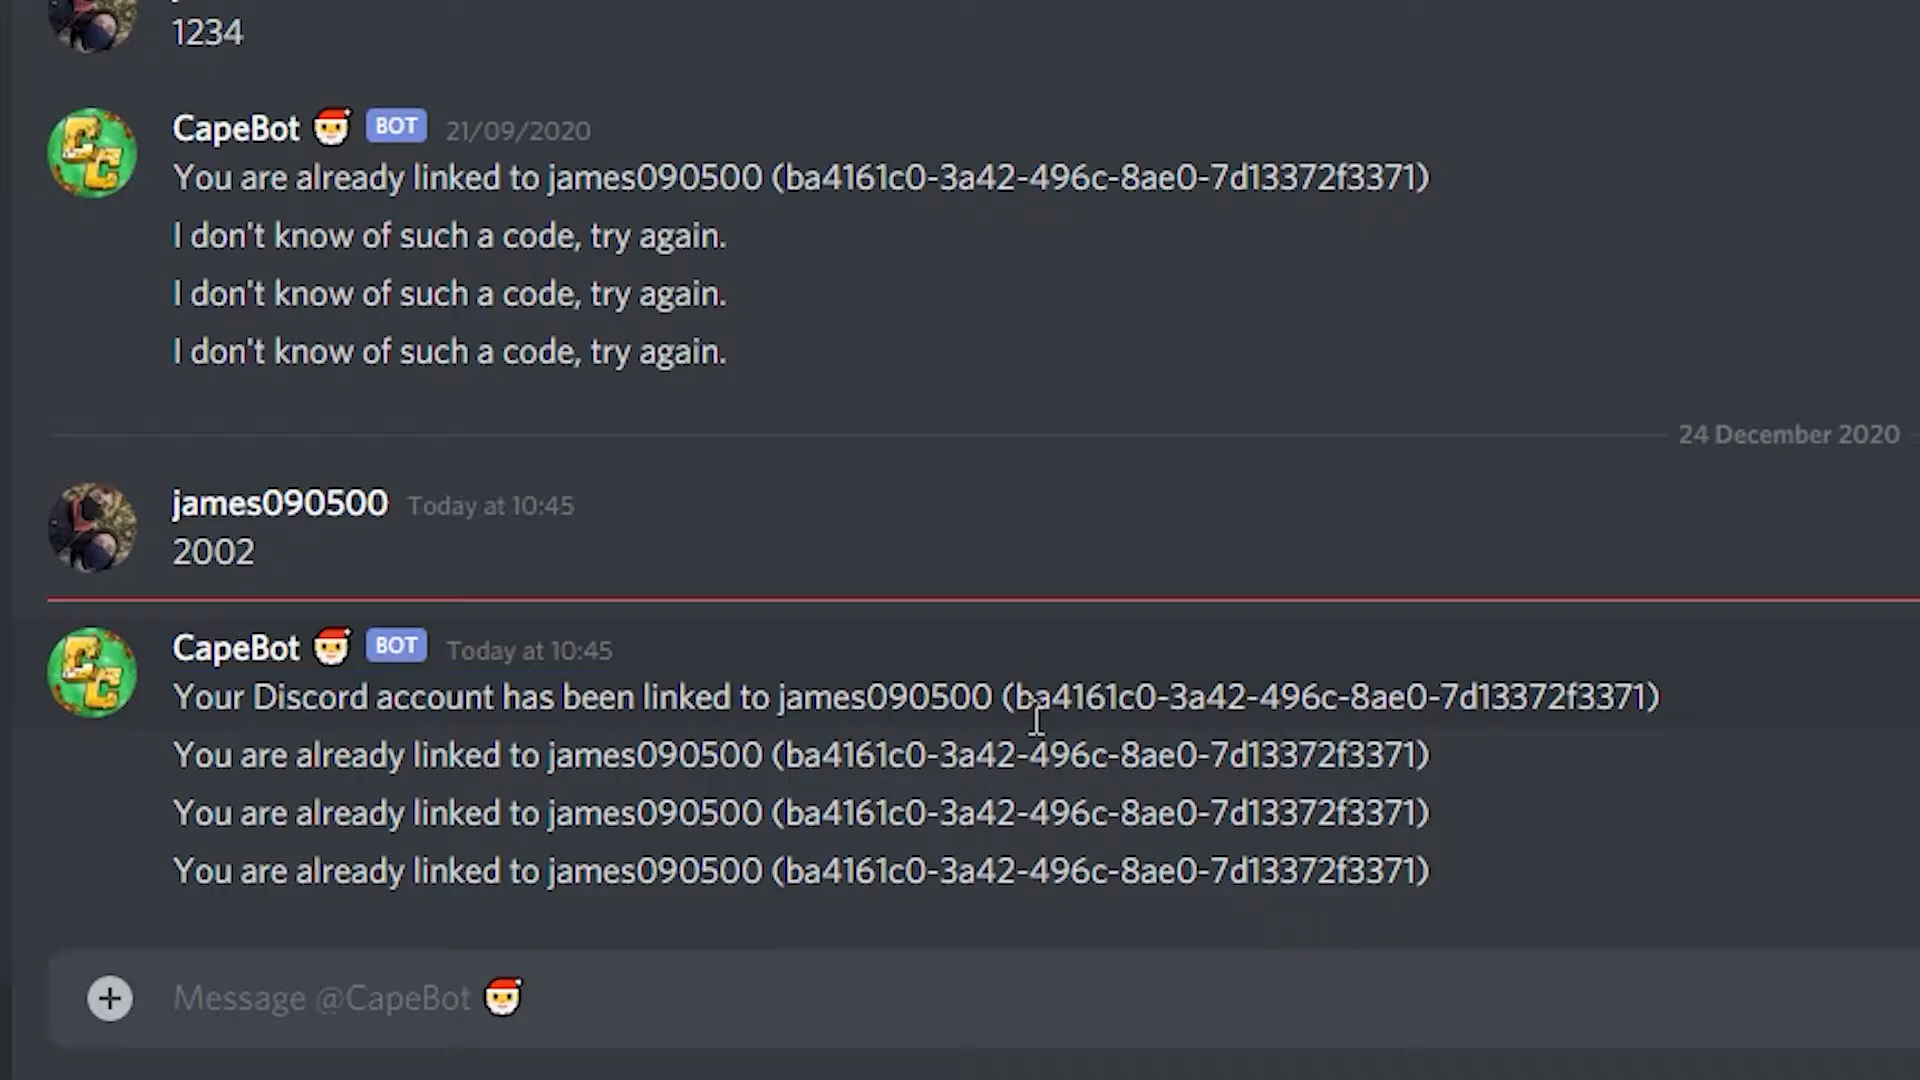 1234
CapeBot 🎅 BOT 21/09/2020
You are already linked to james090500 (ba4161c0-3a42-496c-8ae0-7d13372f3371)
I don't know of such a code, try again.
I don't know of such a code, try again.
I don't know of such a code, try again.
24 December 2020
james090500 Today at 10:45
2002
CapeBot 🎅 BOT Today at 10:45
Your Discord account has been linked to james090500 (ba4161c0-3a42-496c-8ae0-7d13372f3371)
You are already linked to james090500 (ba4161c0-3a42-496c-8ae0-7d13372f3371)
You are already linked to james090500 (ba4161c0-3a42-496c-8ae0-7d13372f3371)
You are already linked to james090500 (ba4161c0-3a42-496c-8ae0-7d13372f3371)
Message @CapeBot 🎅